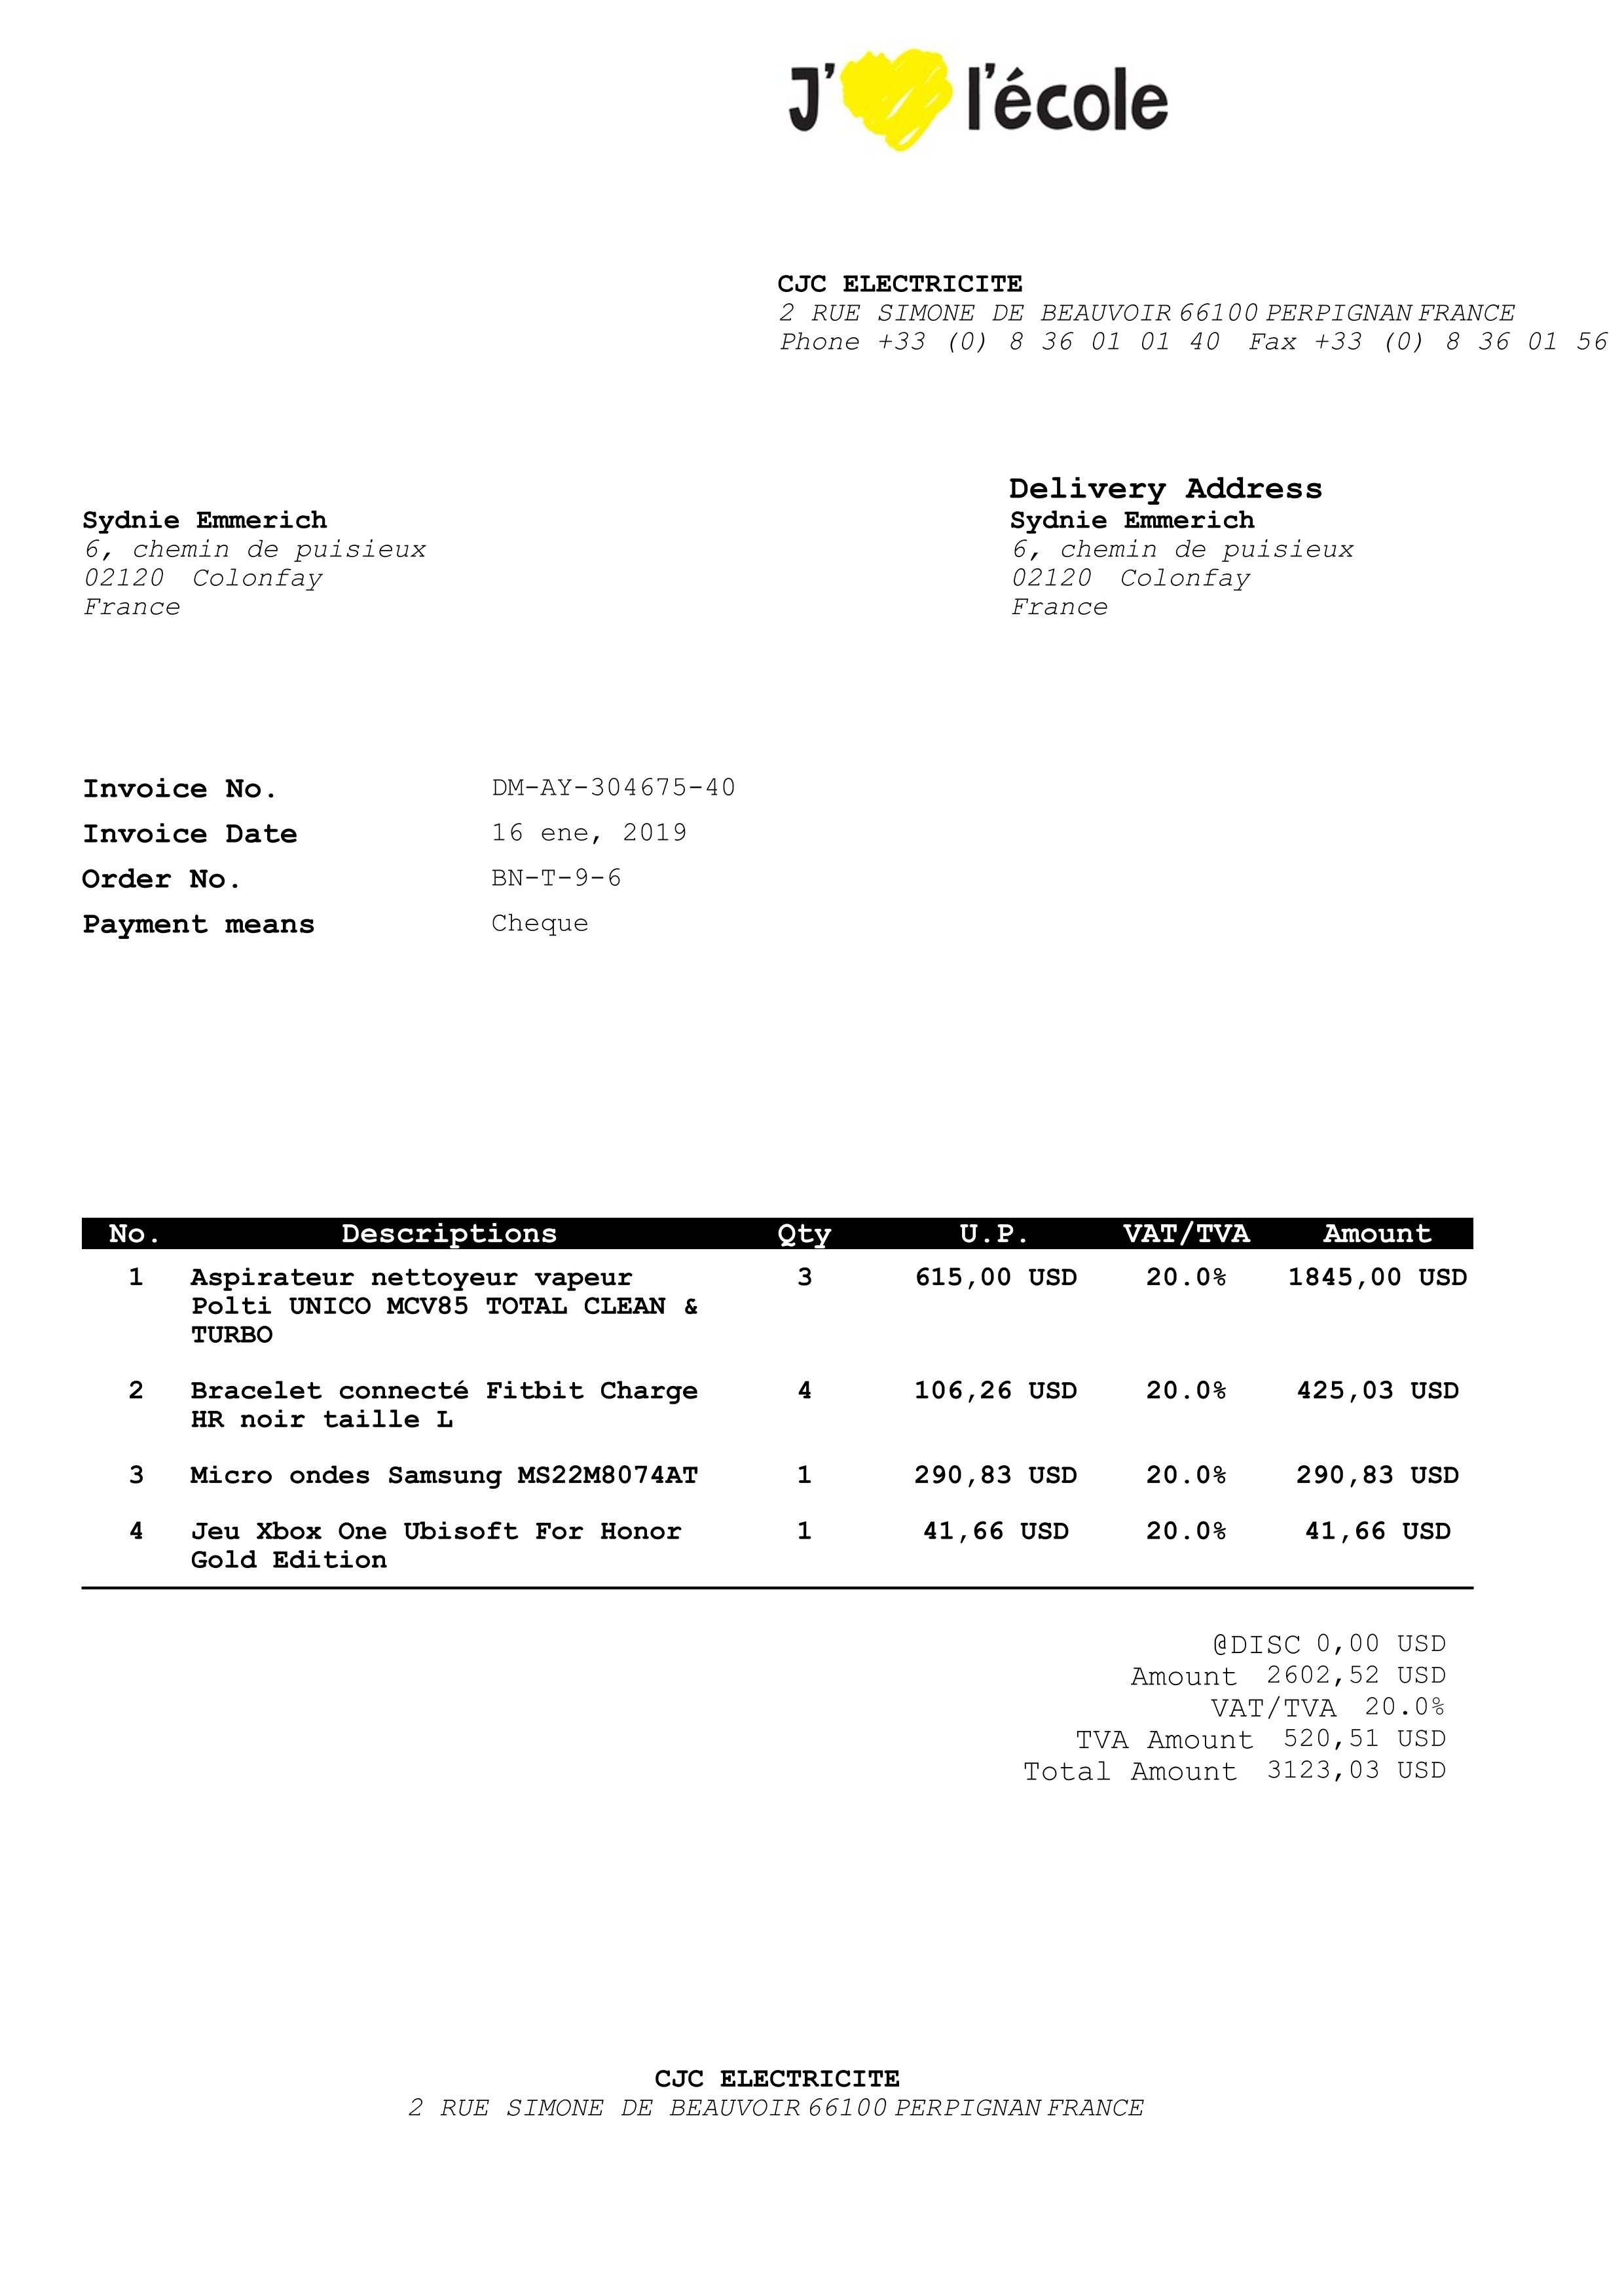 J' l'école
CJC ELECTRICITE
2 RUE SIMONE DE BEAUVOIR 66100 PERPIGNAN FRANCE
Phone +33 (0) 8 36 01 01 40 Fax +33 (0) 8 36 01 56
Delivery Address
Sydnie Emmerich
6, chemin de puisieux
02120 Colonfay
France
Sydnie Emmerich
6, chemin de puisieux
02120 Colonfay
France
Invoice No. DM-AY-304675-40
Invoice Date 16 ene, 2019
Order No. BN-T-9-6
Payment means Cheque
No. Descriptions Qty U.P. VAT/TVA Amount
1 Aspirateur nettoyeur vapeur 3 615,00 USD 20.0% 1845,00 USD
Polti UNICO MCV85 TOTAL CLEAN &
TURBO
2 Bracelet connecté Fitbit Charge 4 106,26 USD 20.0% 425,03 USD
HR noir taille L
3 Micro ondes Samsung MS22M8074AT 1 290,83 USD 20.0% 290,83 USD
4 Jeu Xbox One Ubisoft For Honor 1 41,66 USD 20.0% 41,66 USD
Gold Edition
@DISC 0,00 USD
Amount 2602,52 USD
VAT/TVA 20.0%
TVA Amount 520,51 USD
Total Amount 3123,03 USD
CJC ELECTRICITE
2 RUE SIMONE DE BEAUVOIR 66100 PERPIGNAN FRANCE